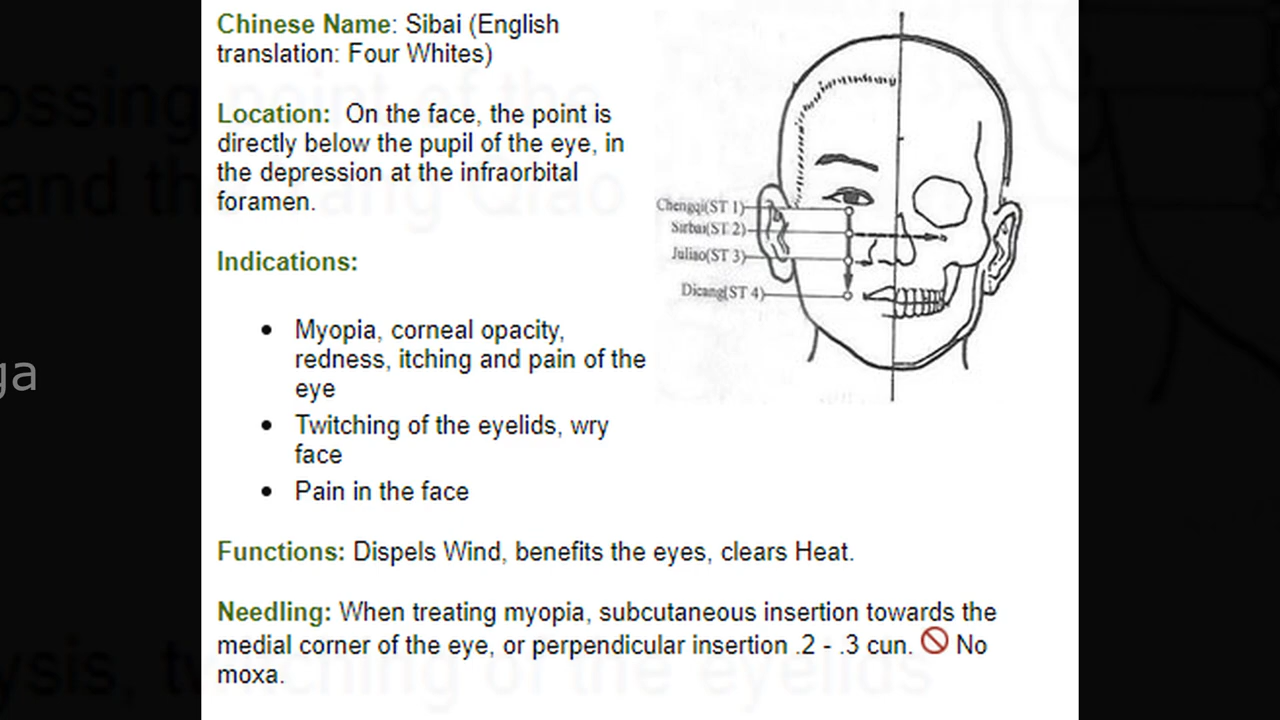 Chinese Name: Sibai (English
translation: Four Whites)
Location: On the face, the point is
directly below the pupil of the eye, in
the depression at the infraorbital
foramen.
Indications:
Myopia, corneal opacity,
redness, itching and pain of the
eye
Twitching of the eyelids, wry
face
Pain in the face
Functions: Dispels Wind, benefits the eyes, clears Heat.
Needling: When treating myopia, subcutaneous insertion towards the
medial corner of the eye, or perpendicular insertion .2 - .3 cun. No
moxa.
Chengqi(ST 1)
(ST 2)
Juliao(ST 3)
Dicang(ST 4)
ga